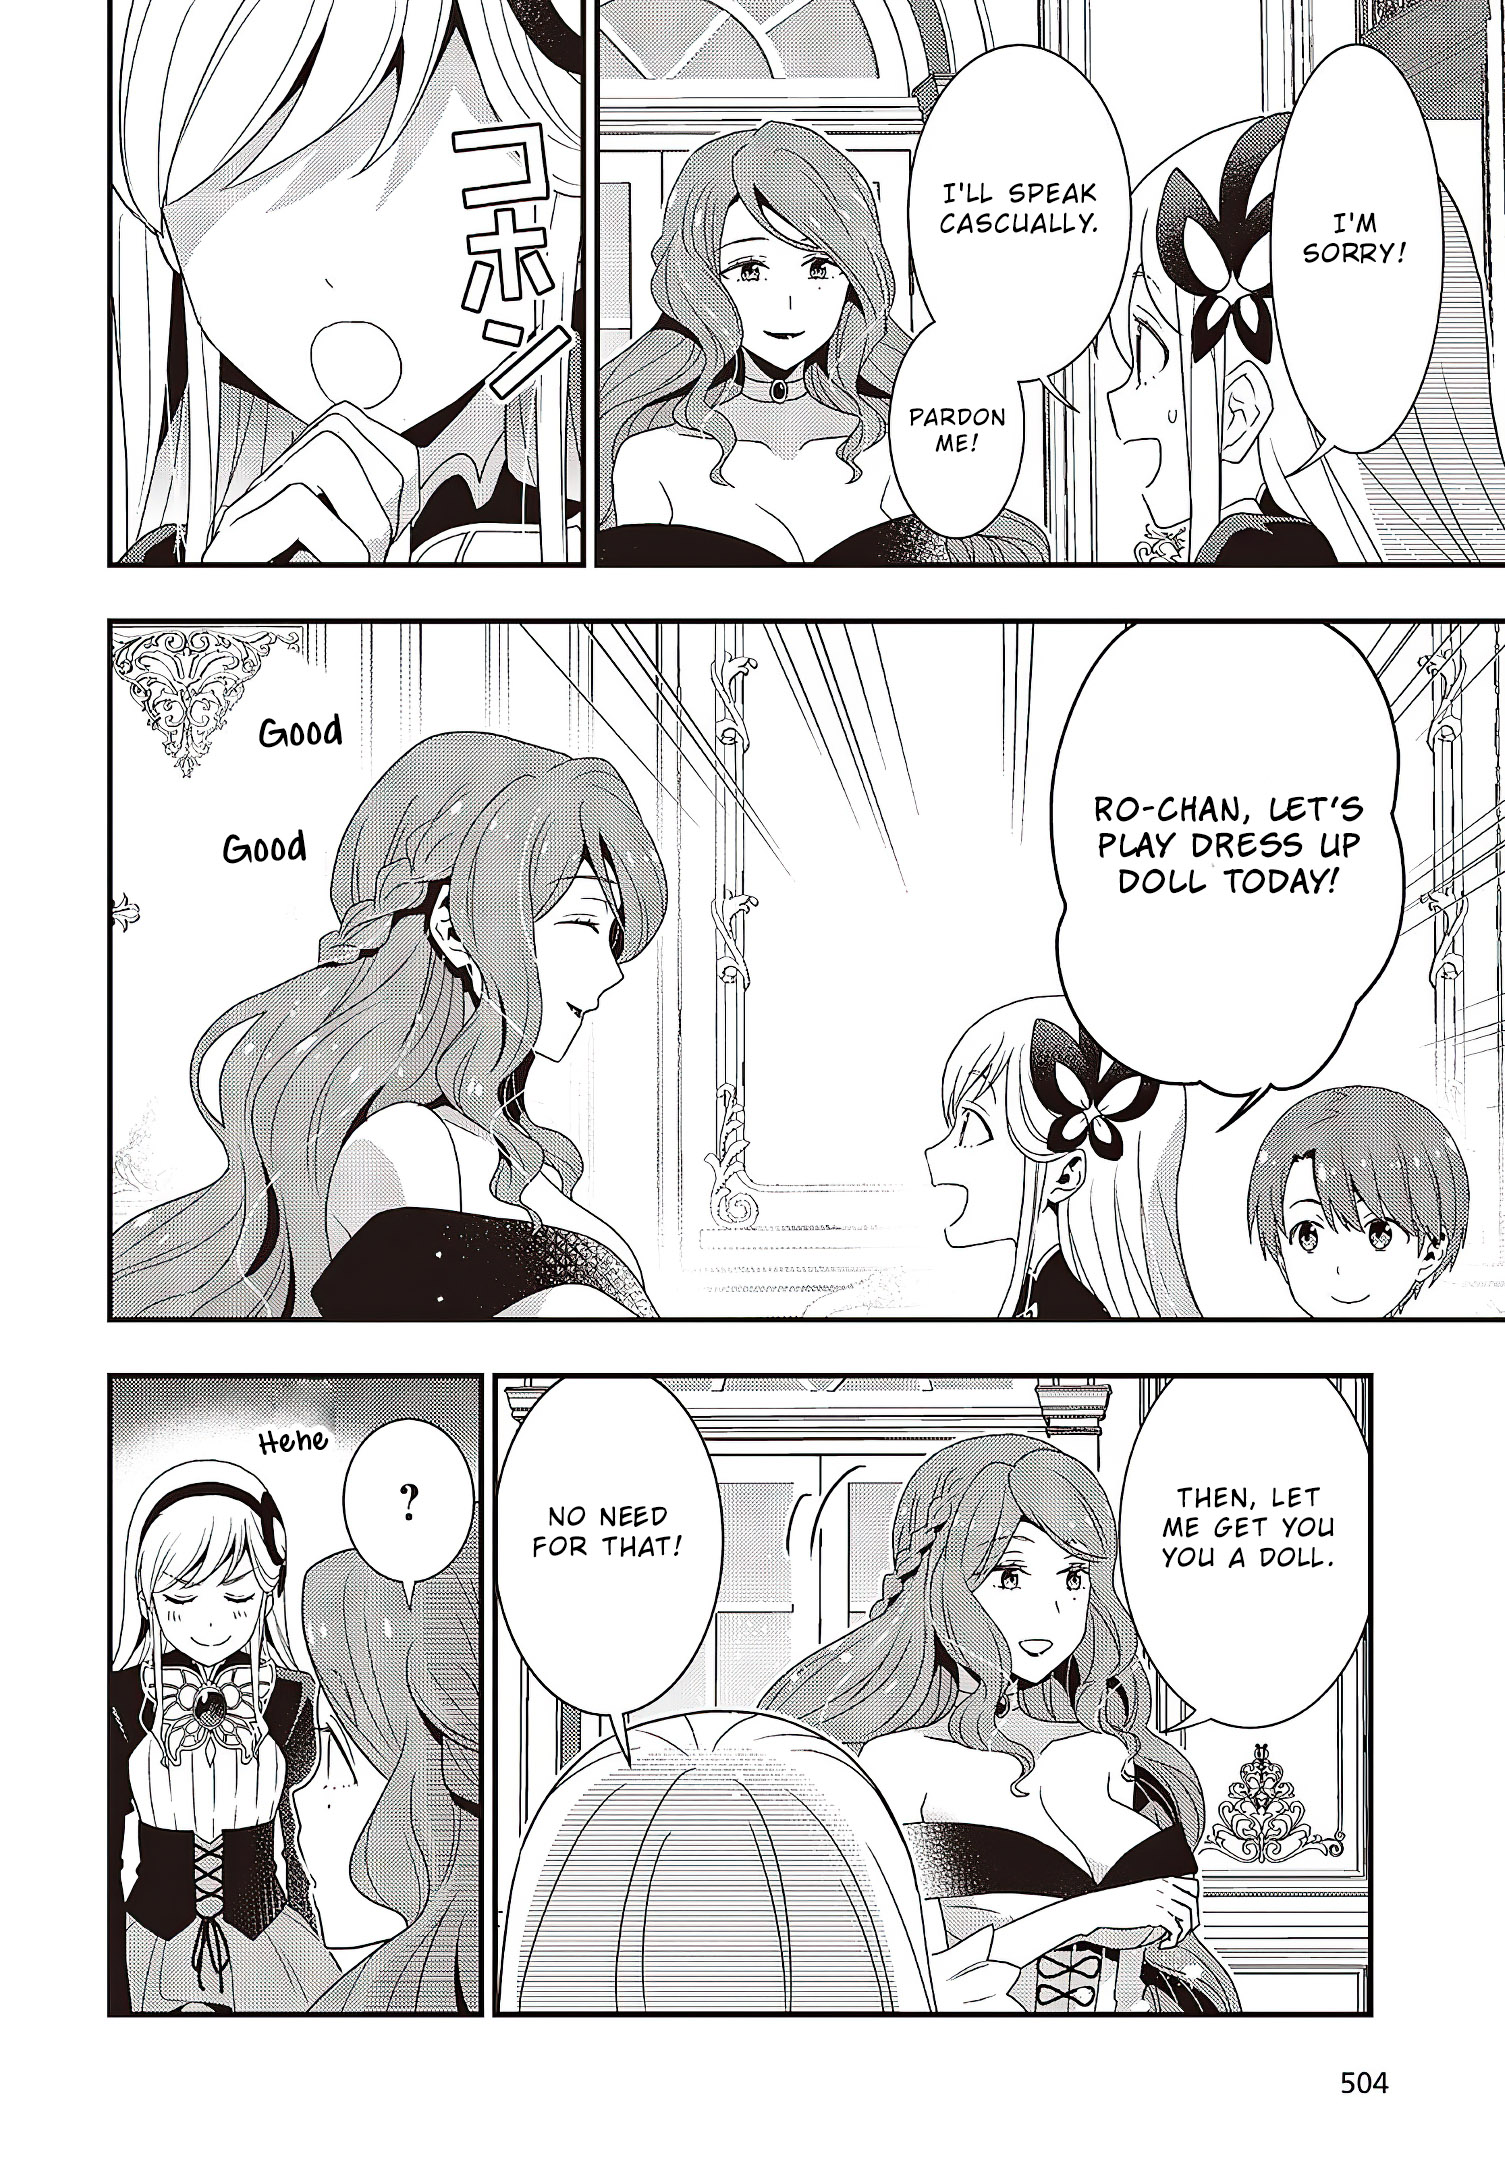 I'M
SORRY!
I'LL SPEAK
CASCUALLY.
PARDON
ME!
コホン
RO-CHAN, LET'S
PLAY DRESS UP
DOLL TODAY!
Good
Good
THEN, LET
ME GET YOU
YOU A DOLL.
NO NEED
FOR THAT!
?
Hehe
504